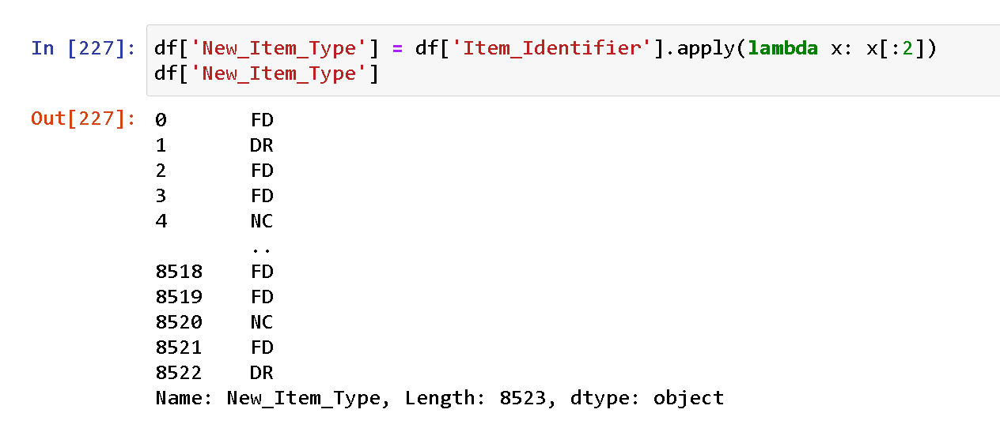 In [227]: df['New_Item_Type'] = df['Item_Identifier'].apply(lambda x: x[:2])
df['New_Item_Type']
Out[227]: 0 FD
1 DR
2 FD
3 FD
4 NC
..
8518 FD
8519 FD
8520 NC
8521 FD
8522 DR
Name: New_Item_Type, Length: 8523, dtype: object